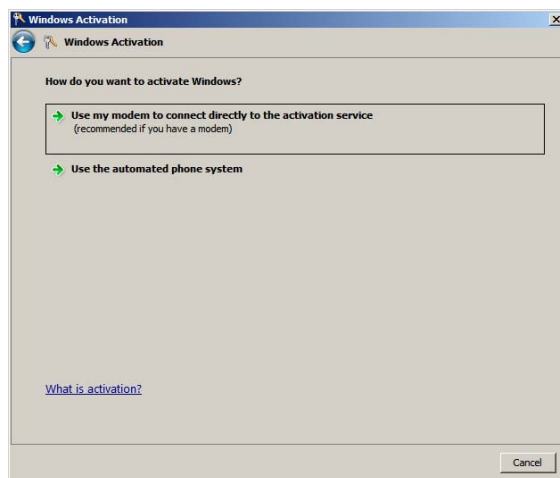 Windows Activation
Windows Activation
How do you want to activate Windows?
Use my modem to connect directly to the activation service
(recommended if you have a modem)
Use the automated phone system
What is activation?
Cancel